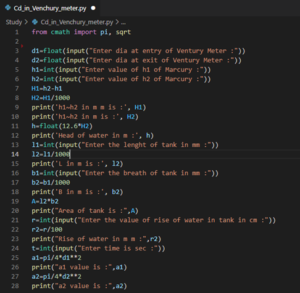 Cd_in_Venchury_meter.py
Study > Cd_in_Venchury_meter.py > ...
1 from cmath import pi, sqrt
2
3 d1=float(input("Enter dia at entry of Ventury Meter :"))
4 d2=float(input("Enter dia at exit of Ventury Meter :"))
5 h1=int(input("Enter value of h1 of Marcury :"))
6 h2=int(input("Enter value of h2 of Marcury :"))
7 H1=h2-h1
8 H2=H1/1000
9 print('h1=h2 in m m is :', H1)
10 print('h1=h2 in m is :', H2)
11 h=float(12.6*H2)
12 print('Head of water in m :', h)
13 l1=int(input("Enter the lenght of tank in mm :"))
14 l2=l1/1000
15 print('L in m is :', l2)
16 b1=int(input("Enter the breath of tank in mm :"))
17 b2=b1/1000
18 print('B in m is :', b2)
19 A=l2*b2
20 print("Area of tank is :",A)
21 r=int(input("Enter the value of rise of water in tank in cm :"))
22 r2=r/100
23 print("Rise of water in m m :",r2)
24 t=int(input("Enter time is sec :"))
25 a1=pi/4*d1**2
26 print("a1 value is :",a1)
27 a2=pi/4*d2**2
28 print("a2 value is :",a2)